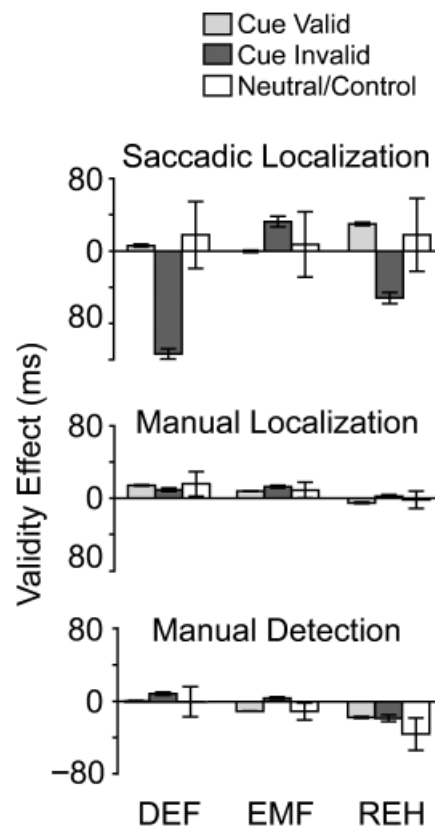 Cue Valid
Cue Invalid
Neutral/Control
Saccadic Localization
80
0
80
Manual Localization
80
0
80
Manual Detection
80
0
−80
Validity Effect (ms)
DEF EMF REH